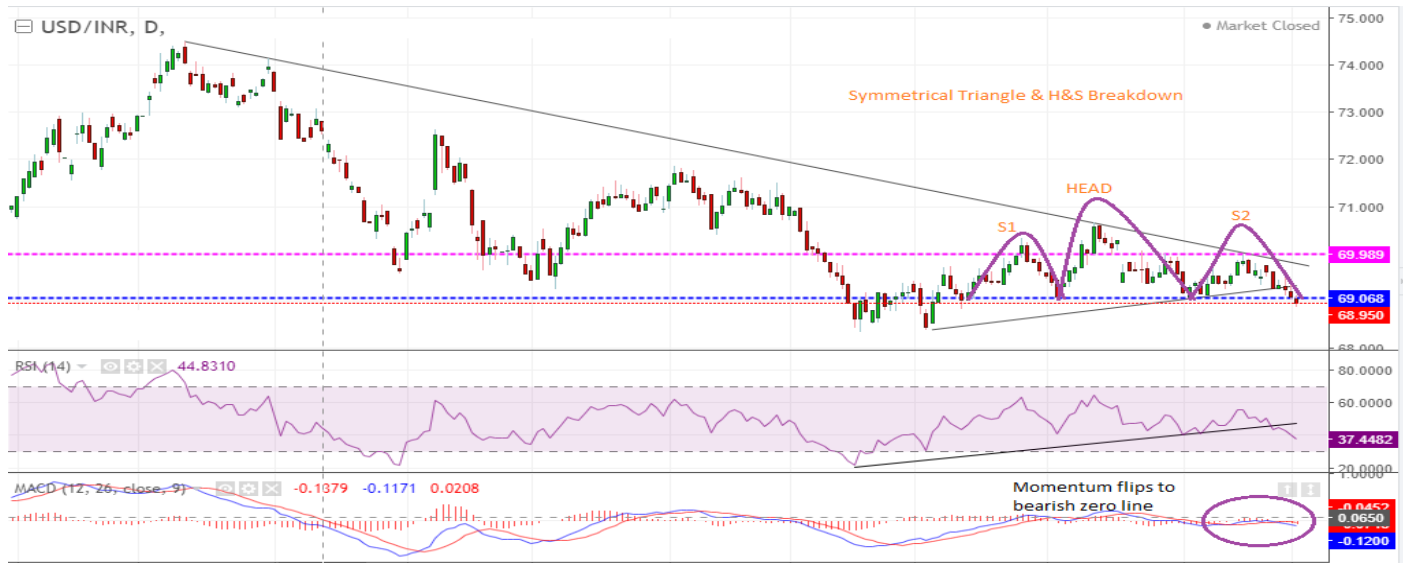 USD/INR, D,
Market Closed
75.000
74.000
Symmetrical Triangle & H&S Breakdown
73.000
72.000
HEAD
71.000
S1
S2
69.989
69.068
68.950
68.000
RSI (14) 44.8310
80.0000
60.0000
37.4482
20.0000
MACD (12, 26, close, 9) -0.1379 -0.1171 0.0208
1.0000
Momentum flips to
bearish zero line
-0.0452
0.0650
-0.1200